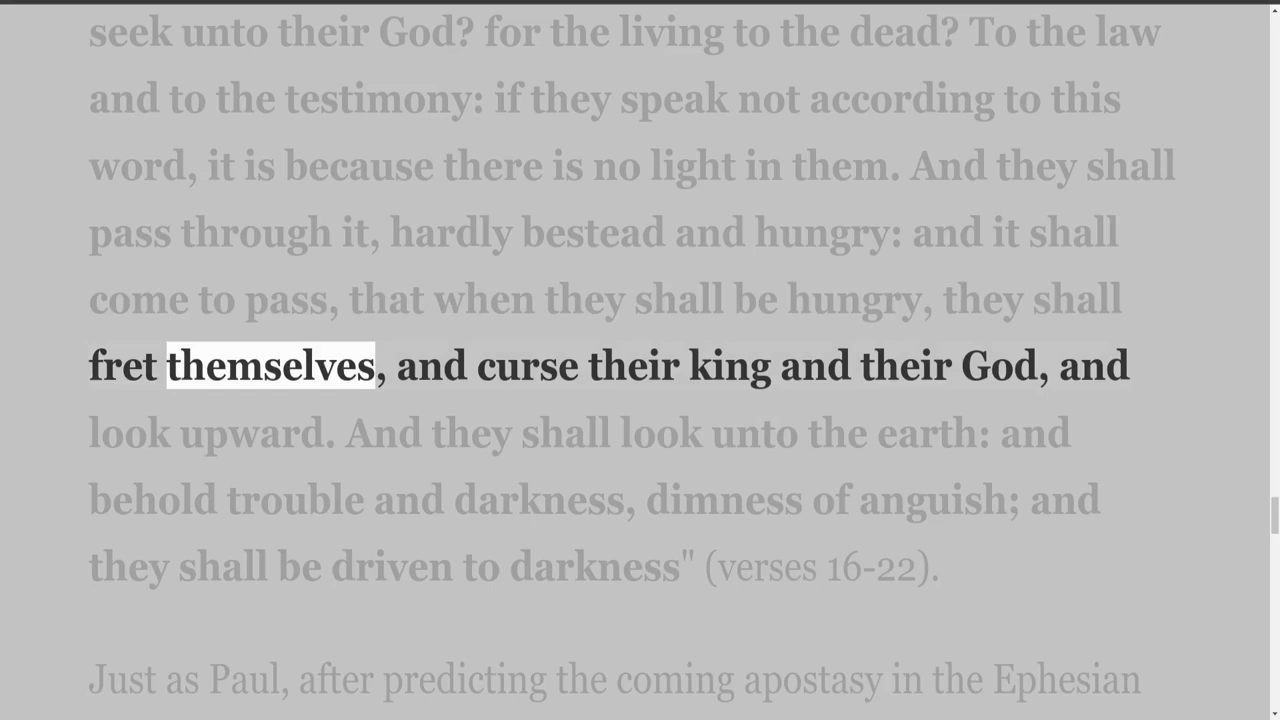 seek unto their God? for the living to the dead? To the law
and to the testimony: if they speak not according to this
word, it is because there is no light in them. And they shall
pass through it, hardly bestead and hungry: and it shall
come to pass, that when they shall be hungry, they shall
fret themselves, and curse their king and their God, and
look upward. And they shall look unto the earth: and
behold trouble and darkness, dimness of anguish; and
they shall be driven to darkness" (verses 16-22).
Just as Paul, after predicting the coming apostasy in the Ephesian